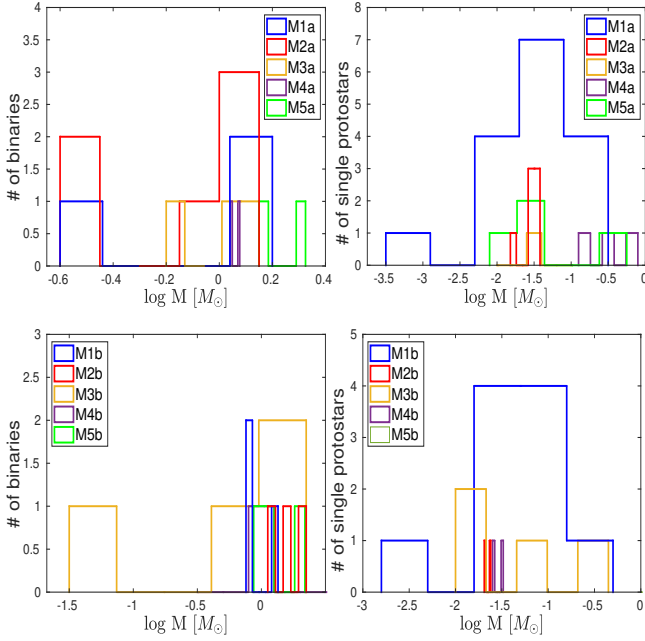 4
3
2
1
0
-0.6
-0.4
-0.2
0
0.2
0.4
# of binaries
log M [M⊙]
M1a
M2a
M3a
M4a
M5a
8
7
6
5
4
3
2
1
0
-3.5
-3
-2.5
-2
-1.5
-1
-0.5
0
# of single protostars
log M [M⊙]
M1a
M2a
M3a
M4a
M5a
3
2.5
2
1.5
1
0.5
0
-1.5
-1
-0.5
0
# of binaries
log M [M⊙]
M1b
M2b
M3b
M4b
M5b
5
4
3
2
1
0
-3
-2.5
-2
-1.5
-1
-0.5
0
# of single protostars
log M [M⊙]
M1b
M2b
M3b
M4b
M5b